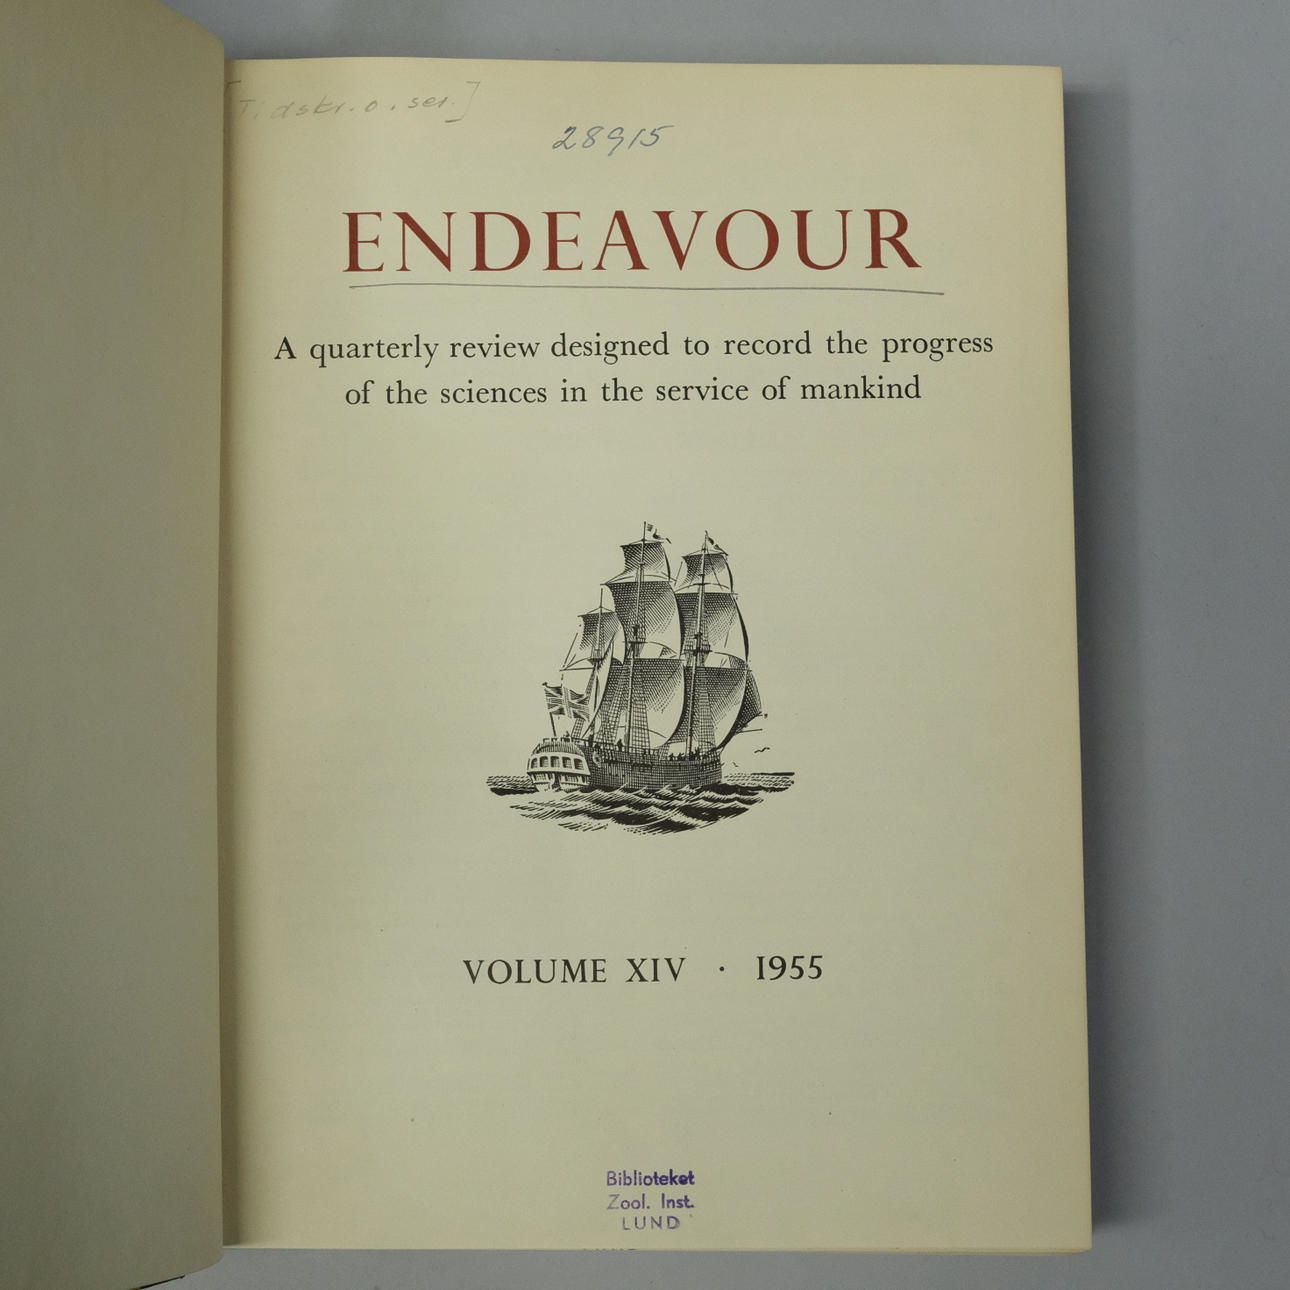 [Tidskr. o. ser.]
28915
ENDEAVOUR
A quarterly review designed to record the progress
of the sciences in the service of mankind
VOLUME XIV · 1955
Biblioteket
Zool. Inst.
LUND